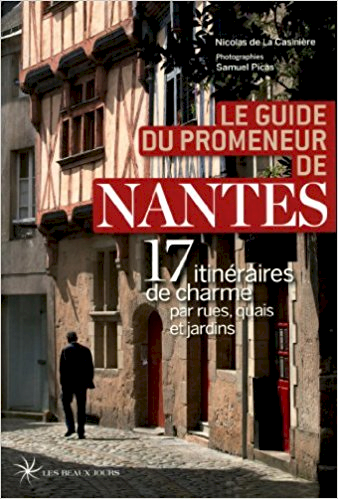 Nicolas de La Casinière
Photographies
Samuel Picas
LE GUIDE
DU PROMENEUR
DE
NANTES
17 itinéraires
de charme
par rues, quais
et jardins
LES BEAUX JOURS